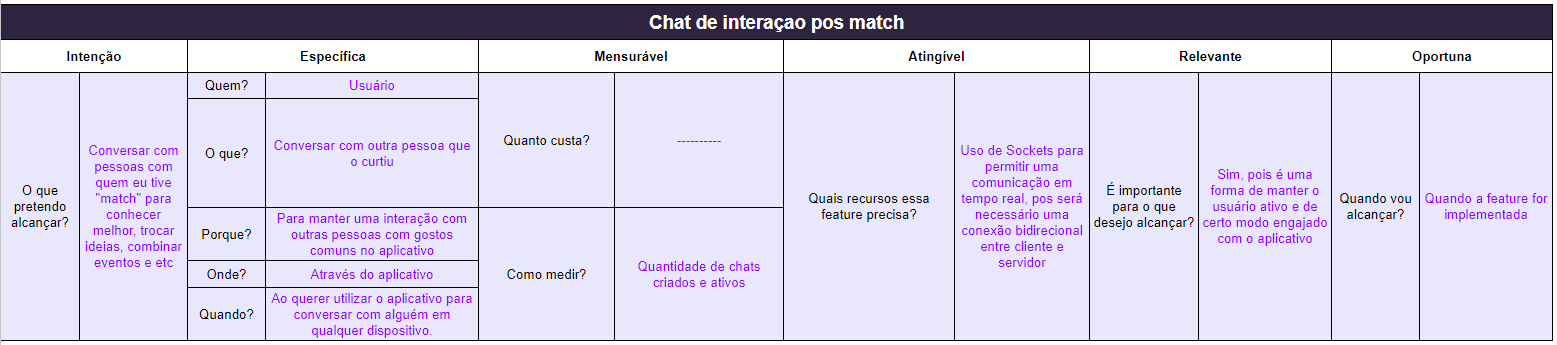 Chat de interaçao pos match
Intenção
Específica
Mensurável
Atingível
Relevante
Oportuna
O que
pretendo
alcançar?
Conversar com
pessoas com
quem eu tive
"match" para
conhecer
melhor, trocar
ideias, combinar
eventos e etc
Quem?
Usuário
O que?
Conversar com outra pessoa que
o curtiu
Porque?
Para manter uma interação com
outras pessoas com gostos
comuns no aplicativo
Onde?
Através do aplicativo
Quando?
Ao querer utilizar o aplicativo para
conversar com alguém em
qualquer dispositivo.
Quanto custa?
----------
Como medir?
Quantidade de chats
criados e ativos
Quais recursos essa
feature precisa?
Uso de Sockets para
permitir uma
comunicação em
tempo real, pos será
necessário uma
conexão bidirecional
entre cliente e
servidor
É importante
para o que
desejo alcançar?
Sim, pois é uma
forma de manter o
usuário ativo e de
certo modo engajado
com o aplicativo
Quando vou
alcançar?
Quando a feature for
implementada